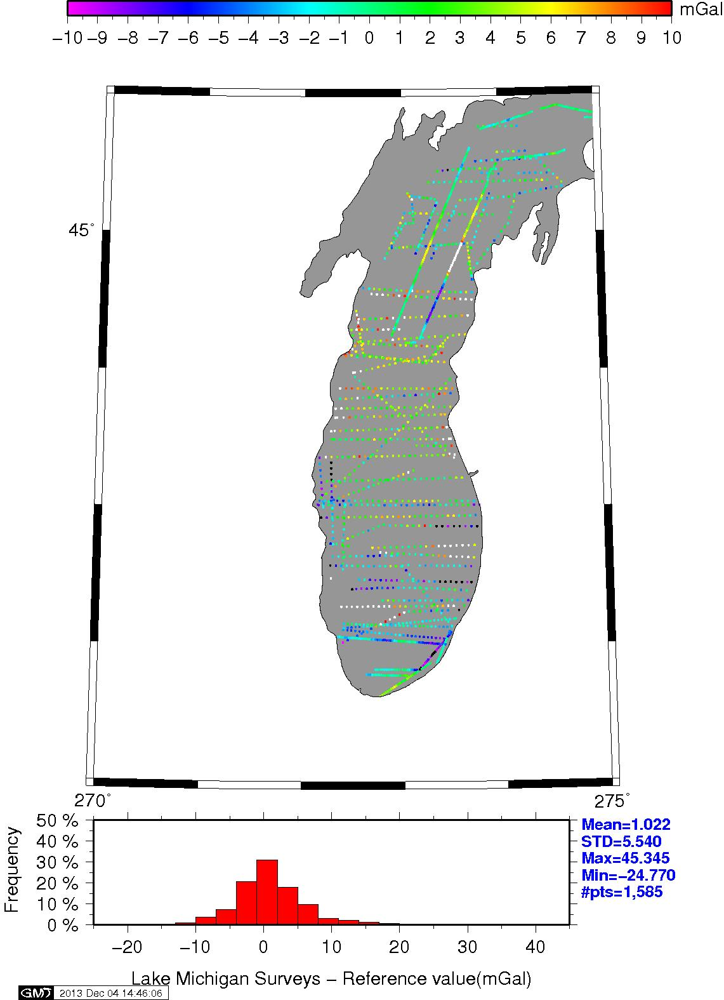 mGal
−10 −9 −8 −7 −6 −5 −4 −3 −2 −1 0 1 2 3 4 5 6 7 8 9 10
45°
270° 275°
50 %
40 %
30 %
20 %
10 %
0 %
Frequency
Mean=1.022
STD=5.540
Max=45.345
Min=−24.770
#pts=1,585
−20 −10 0 10 20 30 40
Lake Michigan Surveys − Reference value(mGal)
GMT 2013 Dec 04 14:46:06